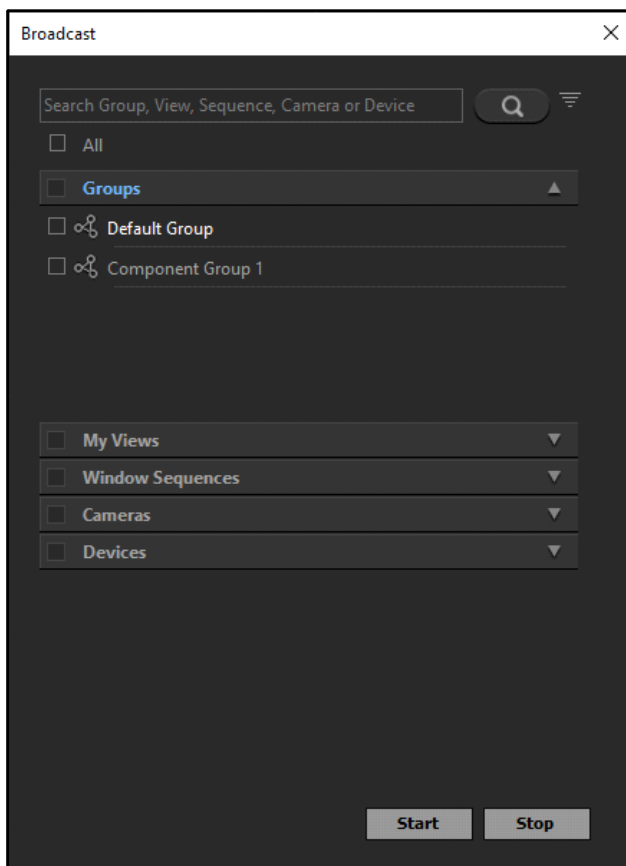 Broadcast
Search Group, View, Sequence, Camera or Device
All
Groups
Default Group
Component Group 1
My Views
Window Sequences
Cameras
Devices
Start Stop